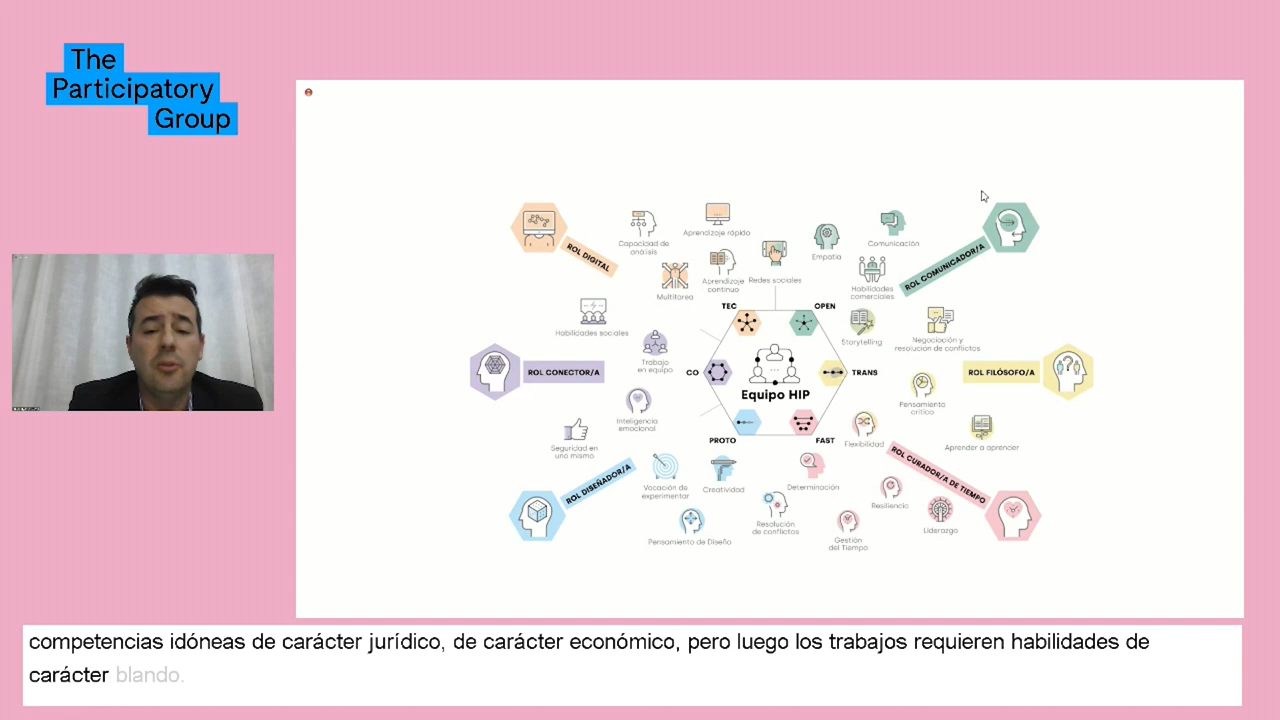 The
Participatory
Group
ROL DIGITAL
Capacidad de
análisis
Aprendizaje rápido
Multitarea
Aprendizaje
continuo
Redes sociales
Empatía
Comunicación
Habilidades
comerciales
ROL COMUNICADOR/A
TEC
OPEN
Habilidades sociales
Trabajo
en equipo
Storytelling
Negociación y
resolución de conflictos
ROL CONECTOR/A
CO
Equipo HIP
TRANS
ROL FILÓSOFO/A
Inteligencia
emocional
Pensamiento
crítico
Seguridad en
uno mismo
PROTO
FAST
Flexibilidad
Aprender a aprender
ROL DISEÑADOR/A
Vocación de
experimentar
Creatividad
Determinación
ROL CURADOR/A DE TIEMPO
Resiliencia
Pensamiento de Diseño
Resolución
de conflictos
Gestión
del Tiempo
Liderazgo
competencias idóneas de carácter jurídico, de carácter económico, pero luego los trabajos requieren habilidades de
carácter blando.